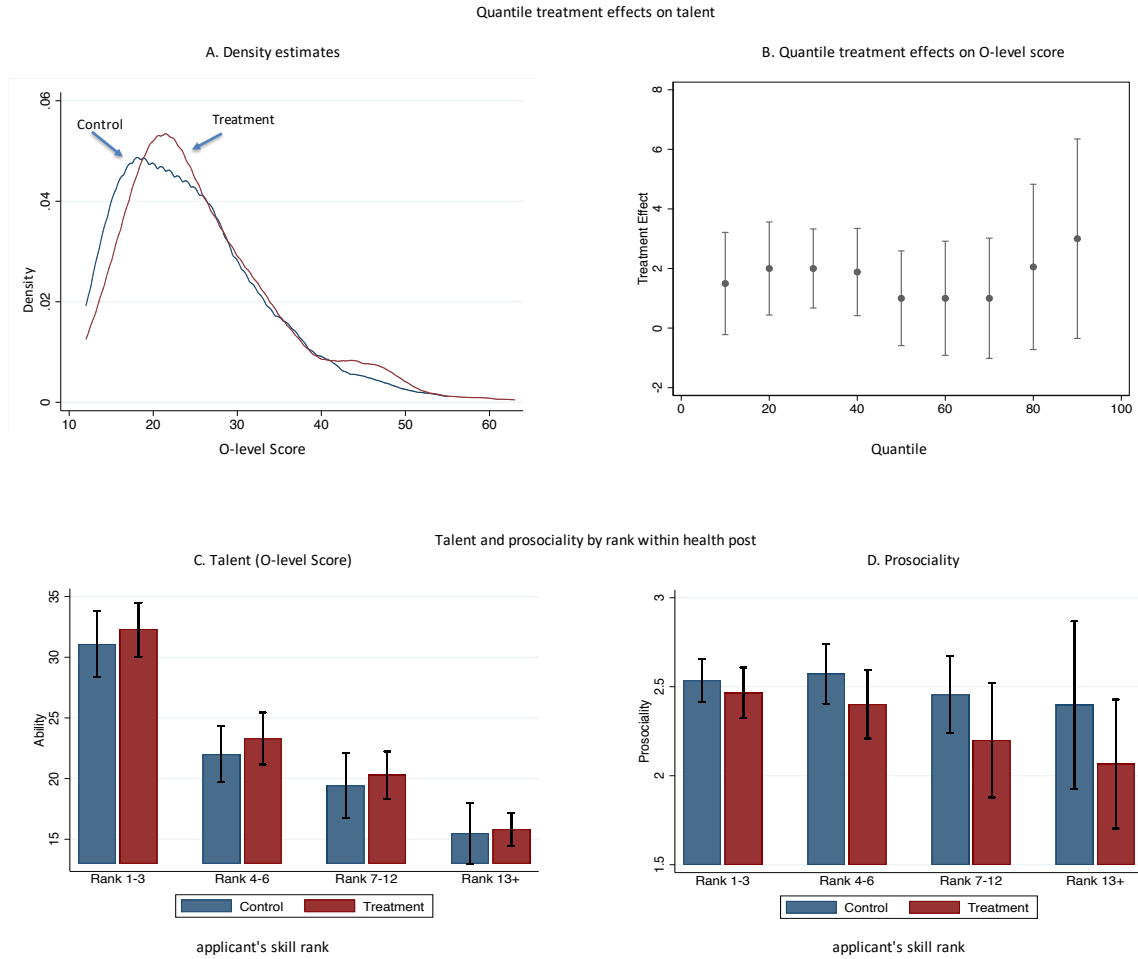 Quantile treatment effects on talent
A. Density estimates
.06
.04
.02
0
Density
Control
Treatment
10 20 30 40 50 60
O-level Score
B. Quantile treatment effects on O-level score
8
6
4
2
0
-2
Treatment Effect
0 20 40 60 80 100
Quantile
Talent and prosociality by rank within health post
C. Talent (O-level Score)
35
30
25
20
15
Ability
Rank 1-3 Rank 4-6 Rank 7-12 Rank 13+
Control Treatment
applicant's skill rank
D. Prosociality
3
2.5
2
1.5
Prosociality
Rank 1-3 Rank 4-6 Rank 7-12 Rank 13+
Control Treatment
applicant's skill rank